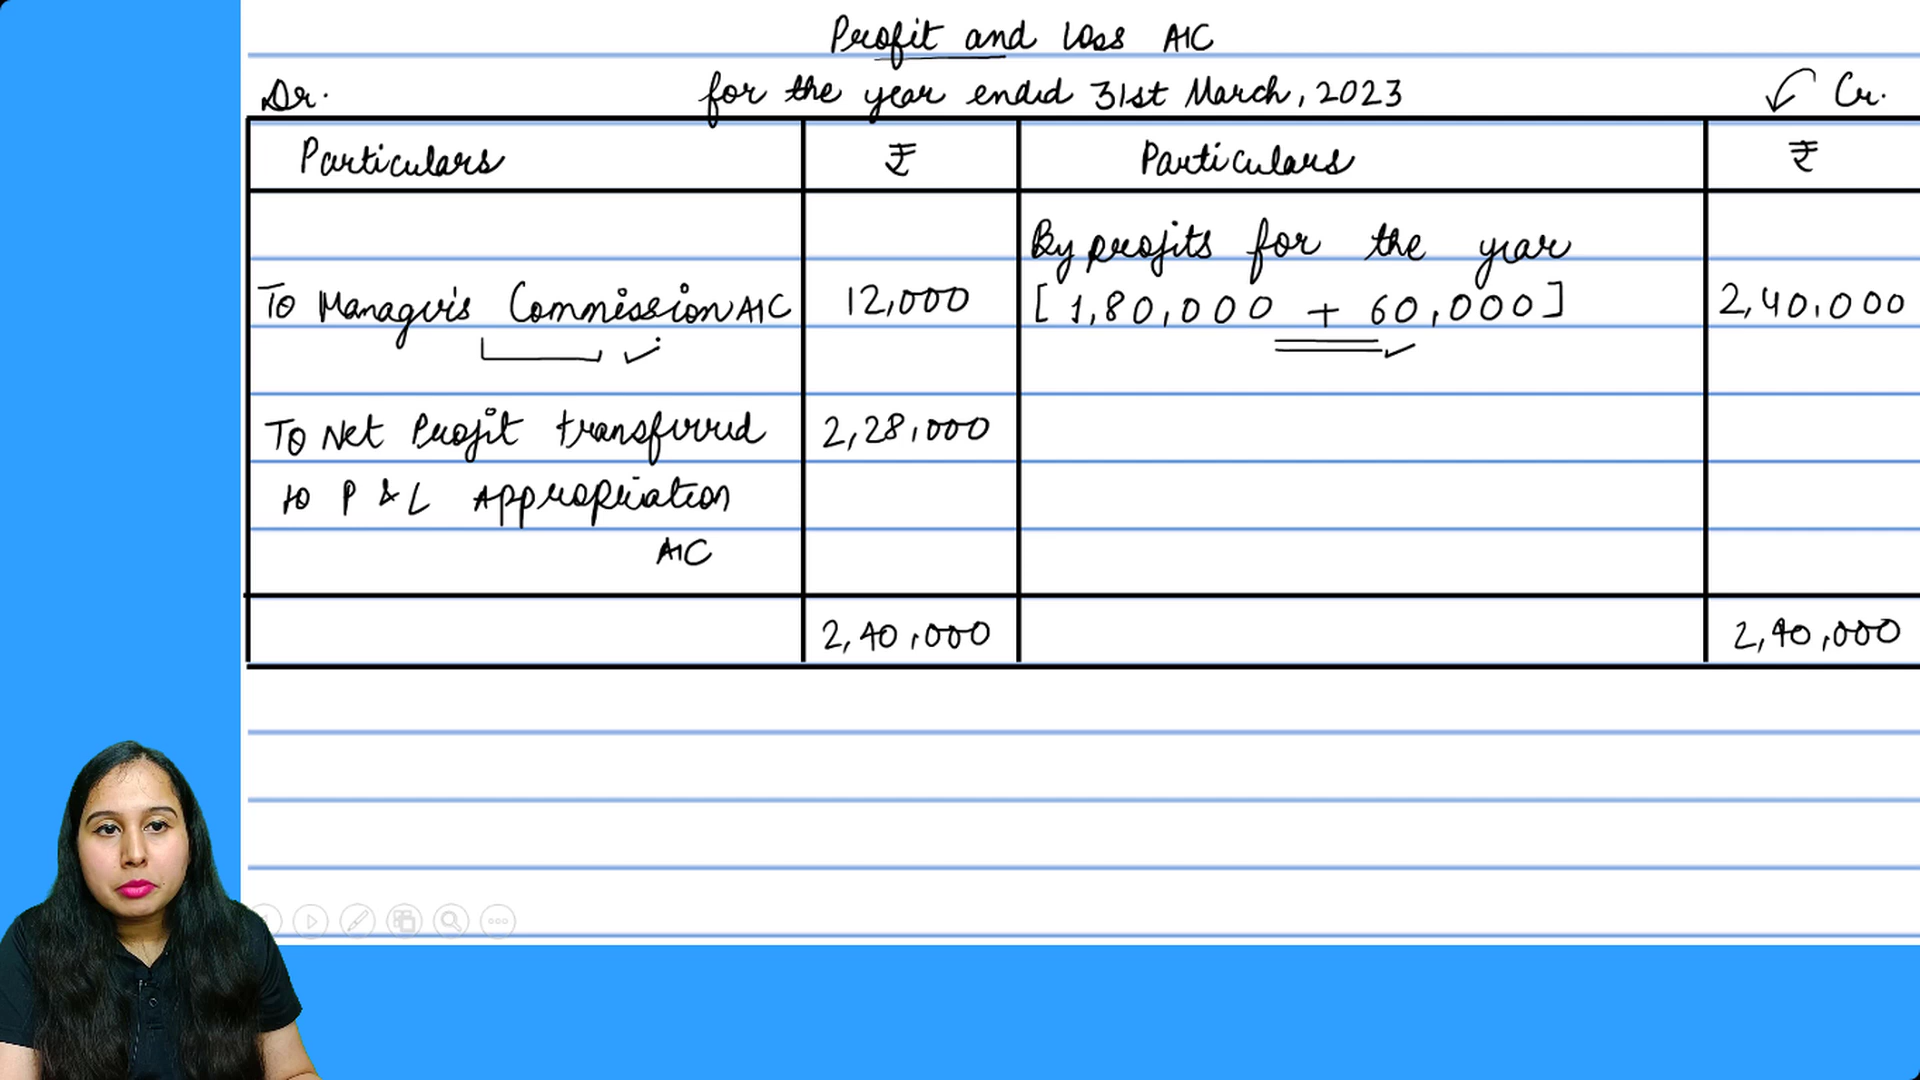 Profit and Loss A/C
Dr. for the year ended 31st March, 2023 Cr.
Particulars ₹ Particulars ₹
By profits for the year
To Manager's Commission A/C 12,000 [1,80,000 + 60,000] 2,40,000
To Net Profit transferred 2,28,000
to P & L Appropriation
A/C
2,40,000 2,40,000